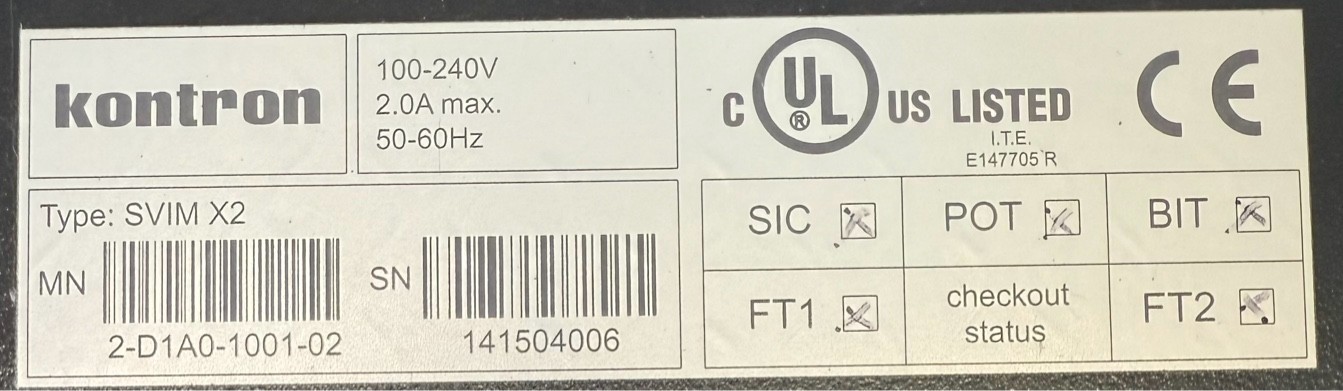 kontron
100-240V
2.0A max.
50-60Hz
C UL ® US LISTED
I.T.E.
E147705 R
CE
Type: SVIM X2
MN
2-D1A0-1001-02
SN
141504006
SIC
POT
BIT
FT1
checkout
status
FT2